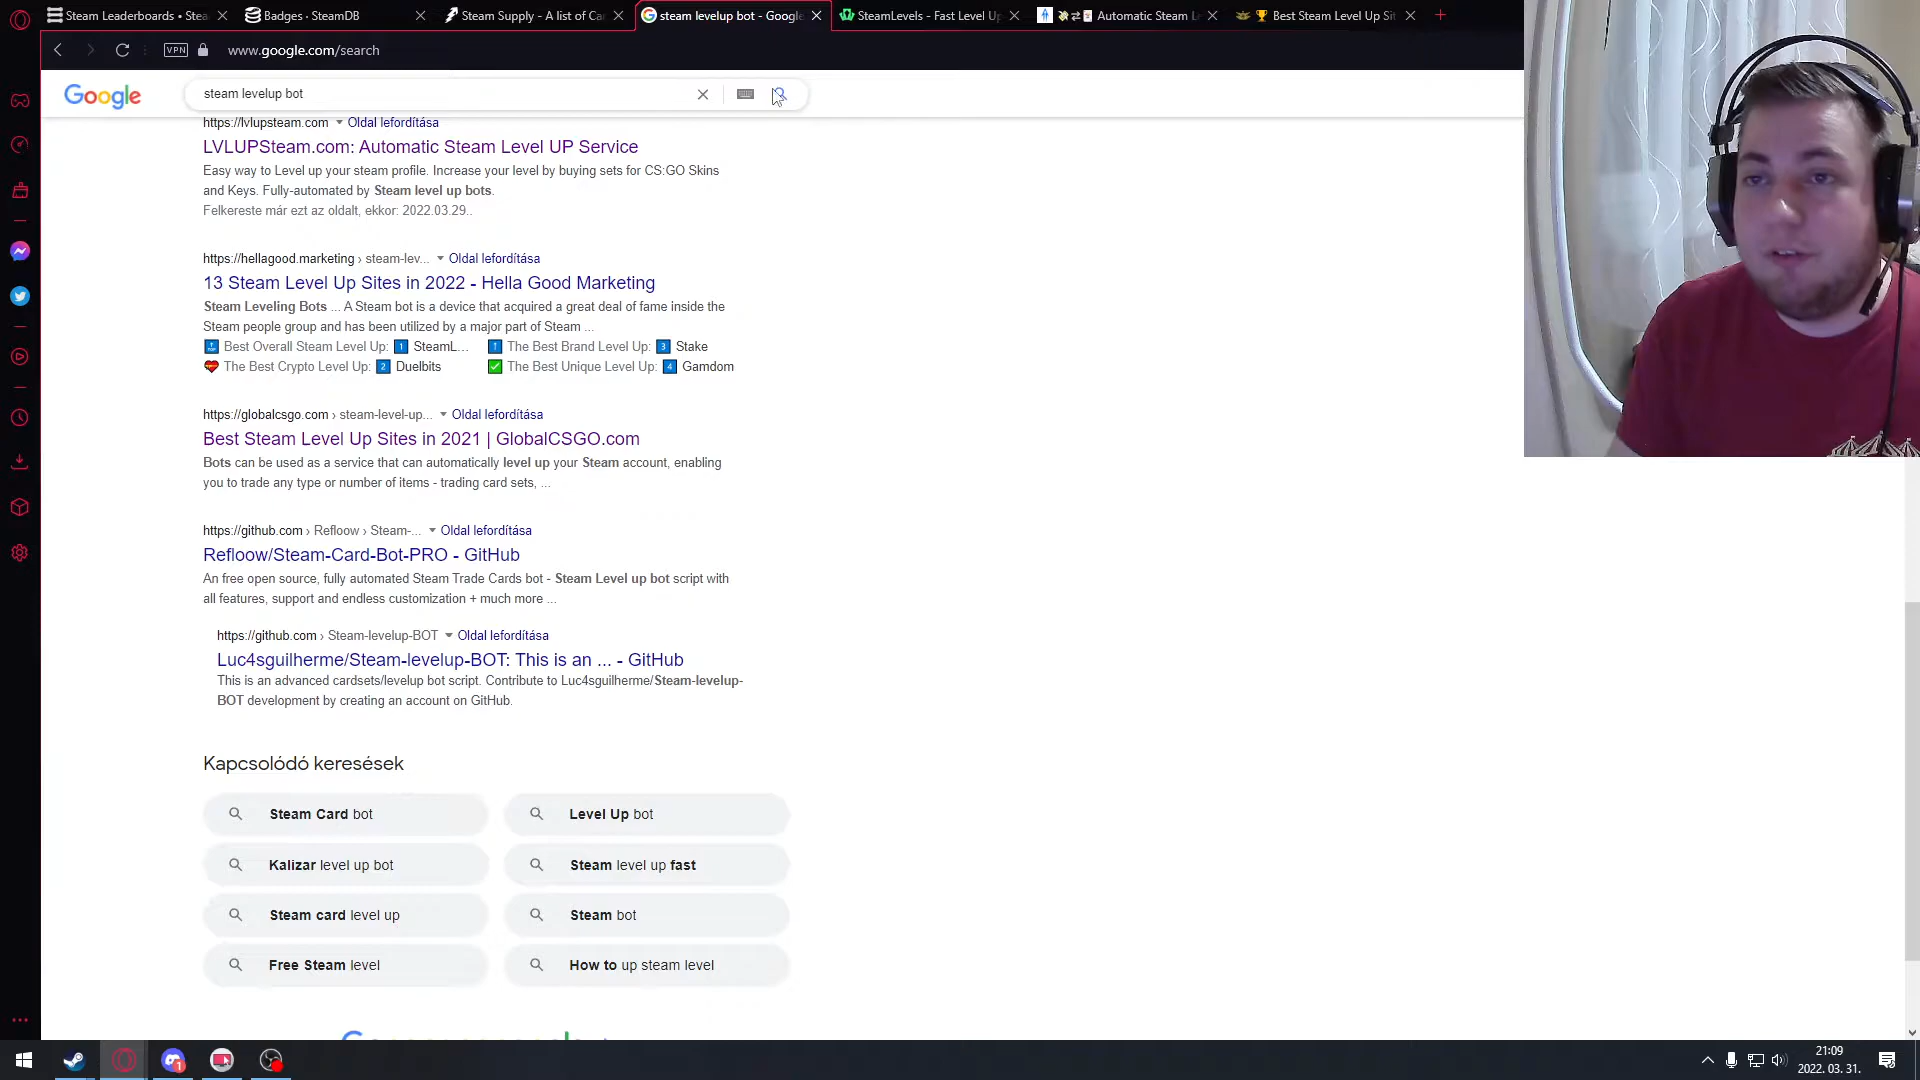 Steam Leaderboards • Stea
Badges · SteamDB
Steam Supply - A list of Ca
steam levelup bot - Google
SteamLevels - Fast Level Up
Automatic Steam Le
Best Steam Level Up Sit
VPN
www.google.com/search
Google
steam levelup bot
https://lvlupsteam.com Oldal lefordítása
LVLUPSteam.com: Automatic Steam Level UP Service
Easy way to Level up your steam profile. Increase your level by buying sets for CS:GO Skins
and Keys. Fully-automated by Steam level up bots.
Felkereste már ezt az oldalt, ekkor: 2022.03.29..
https://hellagood.marketing › steam-lev... Oldal lefordítása
13 Steam Level Up Sites in 2022 - Hella Good Marketing
Steam Leveling Bots ... A Steam bot is a device that acquired a great deal of fame inside the
Steam people group and has been utilized by a major part of Steam ...
Best Overall Steam Level Up: 1 SteamL... The Best Brand Level Up: 3 Stake
The Best Crypto Level Up: 2 Duelbits The Best Unique Level Up: 4 Gamdom
https://globalcsgo.com › steam-level-up... Oldal lefordítása
Best Steam Level Up Sites in 2021 | GlobalCSGO.com
Bots can be used as a service that can automatically level up your Steam account, enabling
you to trade any type or number of items - trading card sets, ...
https://github.com › Refloow › Steam-... Oldal lefordítása
Refloow/Steam-Card-Bot-PRO - GitHub
An free open source, fully automated Steam Trade Cards bot - Steam Level up bot script with
all features, support and endless customization + much more ...
https://github.com › Steam-levelup-BOT Oldal lefordítása
Luc4sguilherme/Steam-levelup-BOT: This is an ... - GitHub
This is an advanced cardsets/levelup bot script. Contribute to Luc4sguilherme/Steam-levelup-
BOT development by creating an account on GitHub.
Kapcsolódó keresések
Steam Card bot
Level Up bot
Kalizar level up bot
Steam level up fast
Steam card level up
Steam bot
Free Steam level
How to up steam level
21:09
2022. 03. 31.